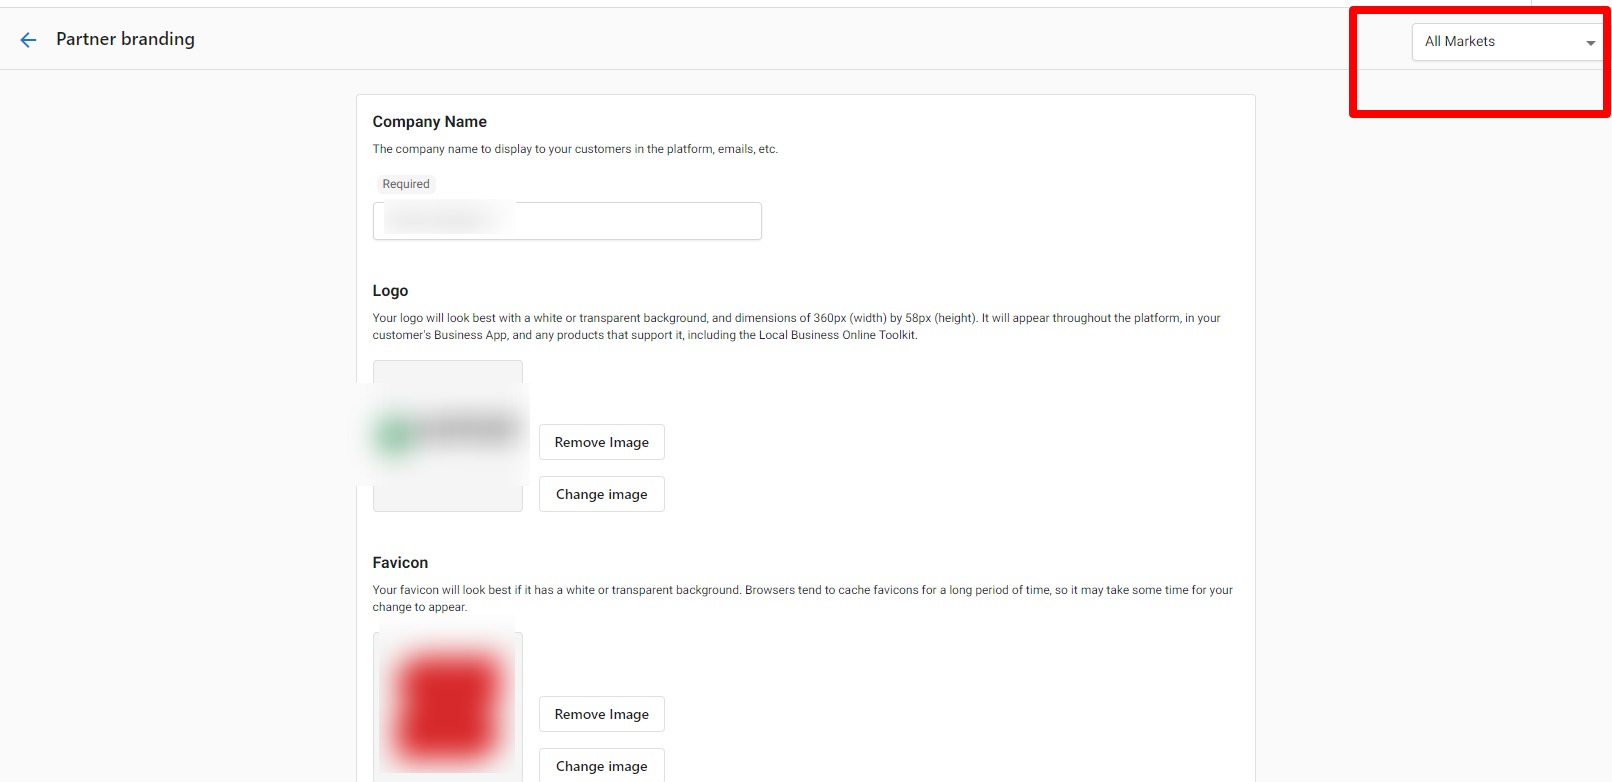 Partner branding
All Markets
Company Name
The company name to display to your customers in the platform, emails, etc.
Required
Logo
Your logo will look best with a white or transparent background, and dimensions of 360px (width) by 58px (height). It will appear throughout the platform, in your
customer's Business App, and any products that support it, including the Local Business Online Toolkit.
Remove Image
Change image
Favicon
Your favicon will look best if it has a white or transparent background. Browsers tend to cache favicons for a long period of time, so it may take some time for your
change to appear.
Remove Image
Change image